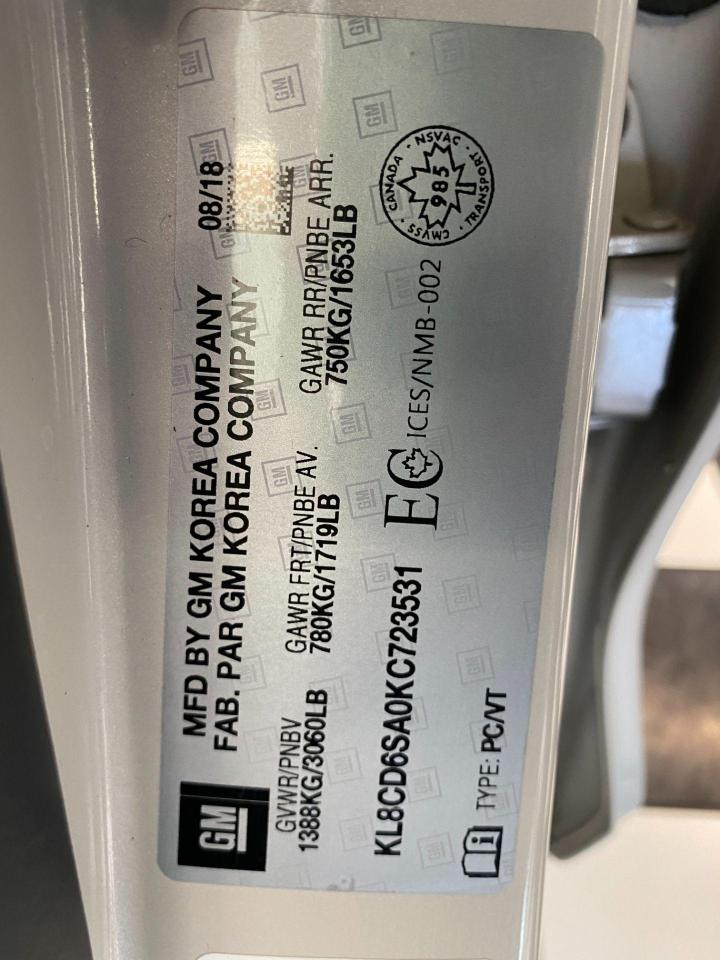 GM
MFD BY GM KOREA COMPANY 08/18
FAB. PAR GM KOREA COMPANY
GVWR/PNBV GAWR FRT/PNBE AV. GAWR RR/PNBE ARR.
1388KG/3060LB 780KG/1719LB 750KG/1653LB
KL8CD6SA0KC723531 EC ICES/NMB-002
CANADA · NSVAC · TRANSPORT · CMVSS ·
985
TYPE: PC/VT